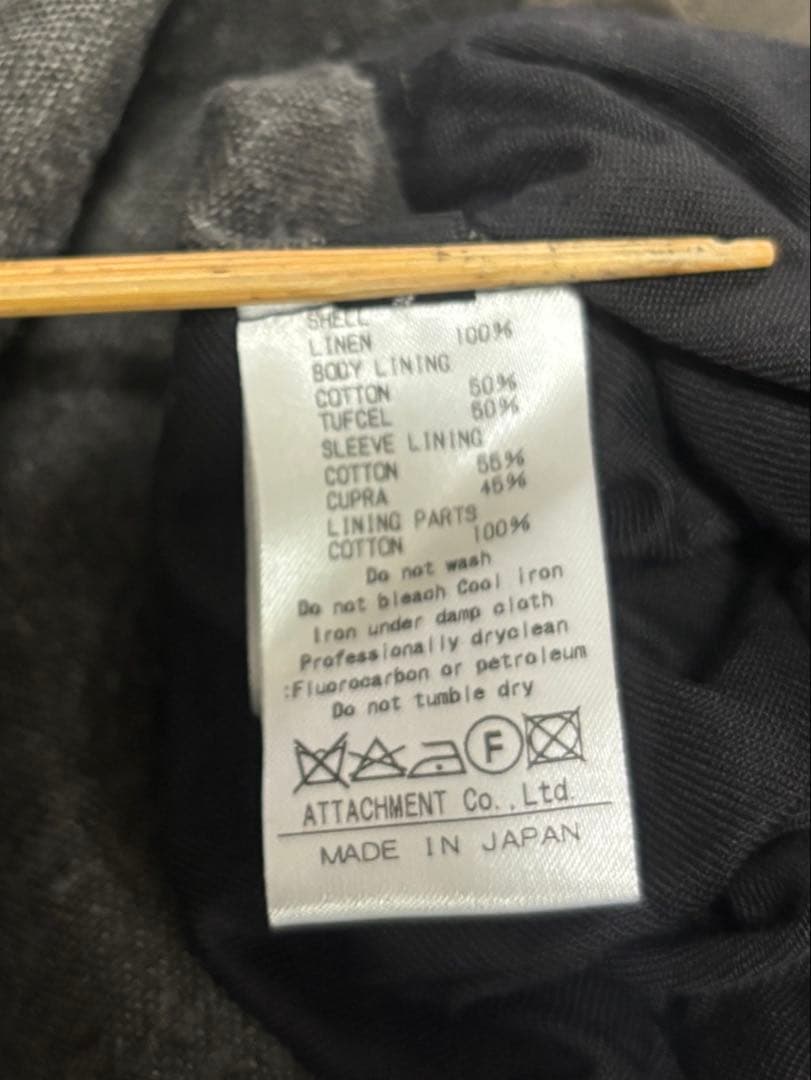 SHELL
LINEN 100%
BODY LINING
COTTON 50%
TUFCEL 50%
SLEEVE LINING
COTTON 55%
CUPRA 45%
LINING PARTS
COTTON 100%
Do not wash
Do not bleach Cool iron
Iron under damp cloth
Professionally dryclean
:Fluorocarbon or petroleum
Do not tumble dry
F
ATTACHMENT Co.,Ltd.
MADE IN JAPAN